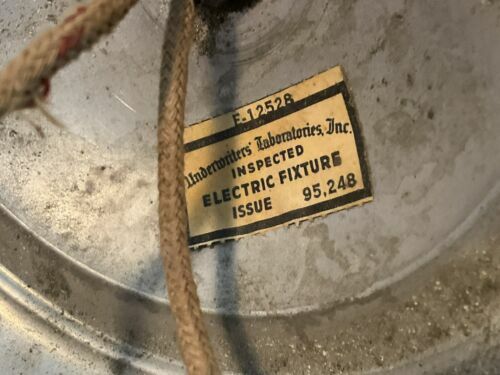 E-12528
Underwriters' Laboratories, Inc.
INSPECTED
ELECTRIC FIXTURE
ISSUE 95,248